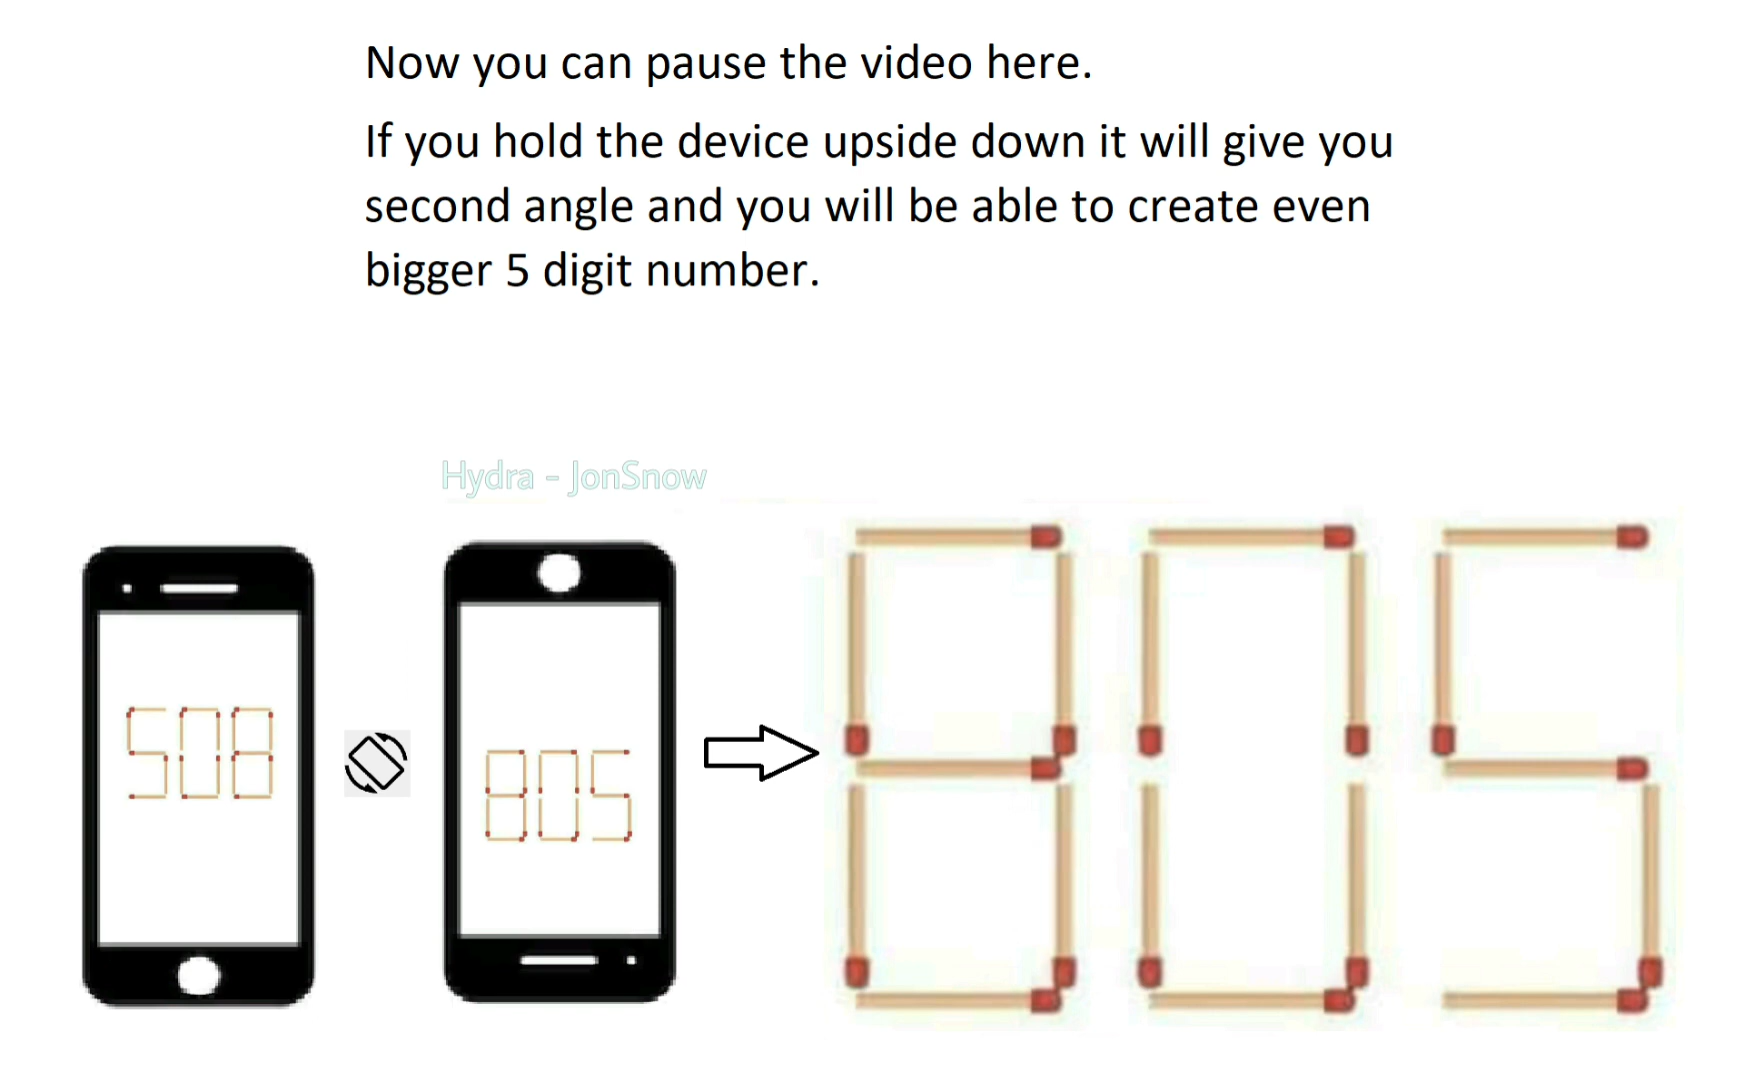 Now you can pause the video here.
If you hold the device upside down it will give you
second angle and you will be able to create even
bigger 5 digit number.
Hydra - JonSnow
508
805
805